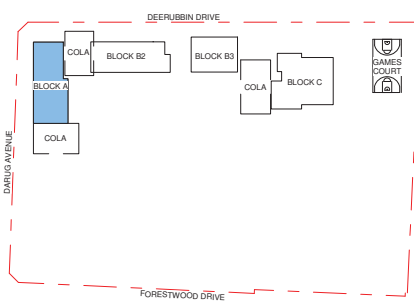 DEERUBBIN DRIVE
COLA
BLOCK B2
BLOCK B3
GAMES
COURT
BLOCK A
BLOCK C
COLA
COLA
DARUG AVENUE
FORESTWOOD DRIVE